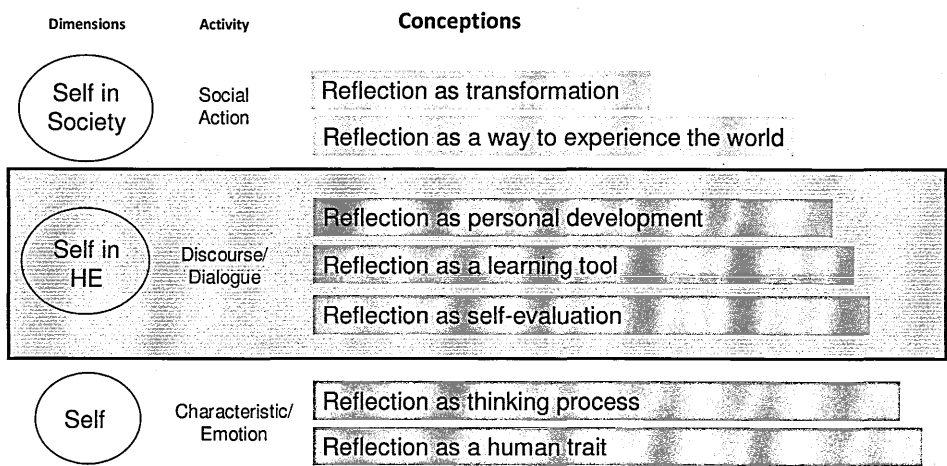 Dimensions Activity Conceptions
Self in
Society
Social
Action
Reflection as transformation
Reflection as a way to experience the world
Self in
HE
Discourse/
Dialogue
Reflection as personal development
Reflection as a learning tool
Reflection as self-evaluation
Self
Characteristic/
Emotion
Reflection as thinking process
Reflection as a human trait